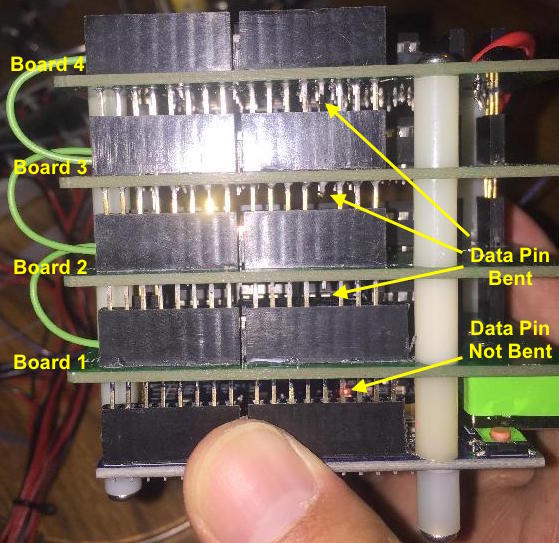 Board 4
Board 3
Board 2
Board 1
Data Pin
Bent
Data Pin
Not Bent